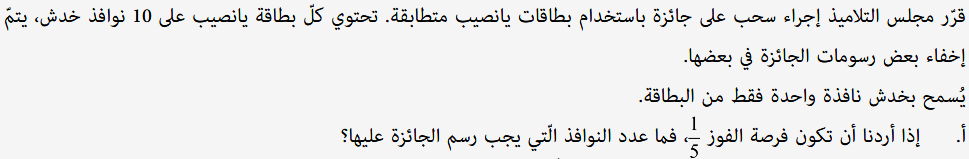 قرّر مجلس التلاميذ إجراء سحب على جائزة باستخدام بطاقات يانصيب متطابقة. تحتوي كلّ بطاقة يانصيب على 10 نوافذ خدش، يتمّ
إخفاء بعض رسومات الجائزة في بعضها.
يُسمح بخدش نافذة واحدة فقط من البطاقة.
أ. إذا أردنا أن تكون فرصة الفوز 1/5، فما عدد النوافذ الّتي يجب رسم الجائزة عليها؟